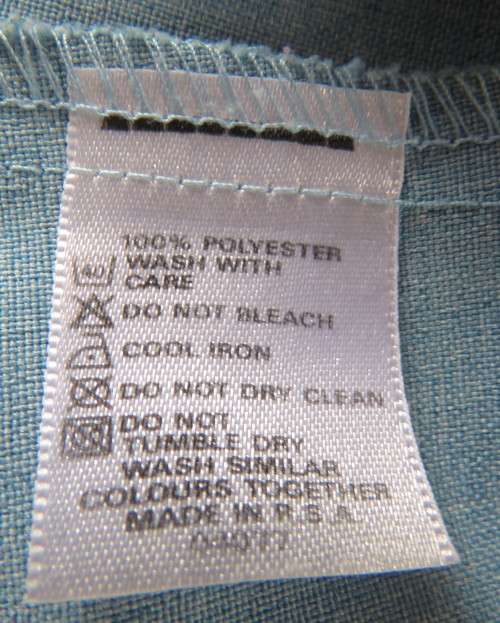 100% POLYESTER
WASH WITH
CARE
DO NOT BLEACH
COOL IRON
DO NOT DRY CLEAN
DO NOT
TUMBLE DRY
WASH SIMILAR
COLOURS TOGETHER
MADE IN R.S.A.